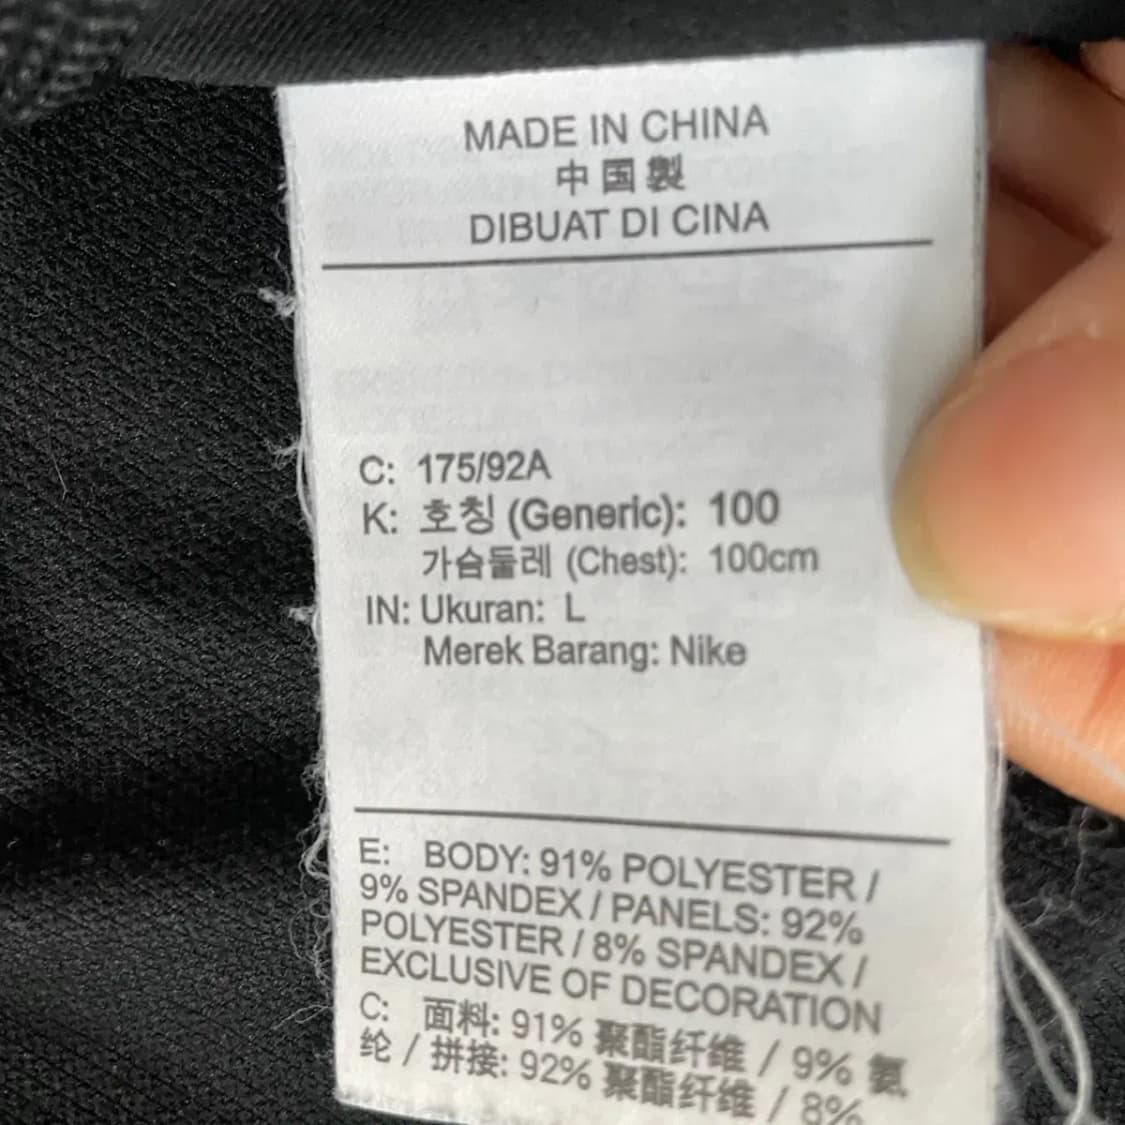 MADE IN CHINA
中国製
DIBUAT DI CINA
C: 175/92A
K: 호칭 (Generic): 100
가슴둘레 (Chest): 100cm
IN: Ukuran: L
Merek Barang: Nike
E: BODY: 91% POLYESTER /
9% SPANDEX / PANELS: 92%
POLYESTER / 8% SPANDEX /
EXCLUSIVE OF DECORATION
C: 面料: 91% 聚酯纤维 / 9% 氨
纶 / 拼接: 92% 聚酯纤维 / 8%